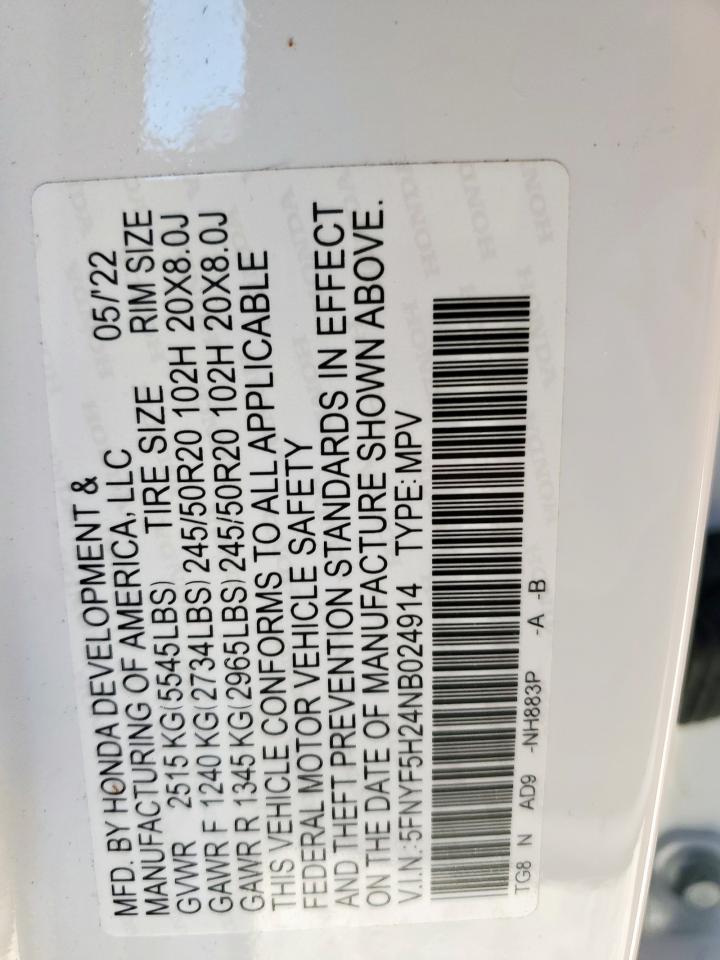 MFD. BY HONDA DEVELOPMENT &
MANUFACTURING OF AMERICA, LLC 05/'22
GVWR 2515 KG(5545LBS) TIRE SIZE RIM SIZE
GAWR F 1240 KG(2734LBS) 245/50R20 102H 20X8.0J
GAWR R 1345 KG(2965LBS) 245/50R20 102H 20X8.0J
THIS VEHICLE CONFORMS TO ALL APPLICABLE
FEDERAL MOTOR VEHICLE SAFETY
AND THEFT PREVENTION STANDARDS IN EFFECT
ON THE DATE OF MANUFACTURE SHOWN ABOVE.
V.I.N.:5FNYF5H24NB024914 TYPE:MPV
TG8 N AD9 -NH883P -A -B